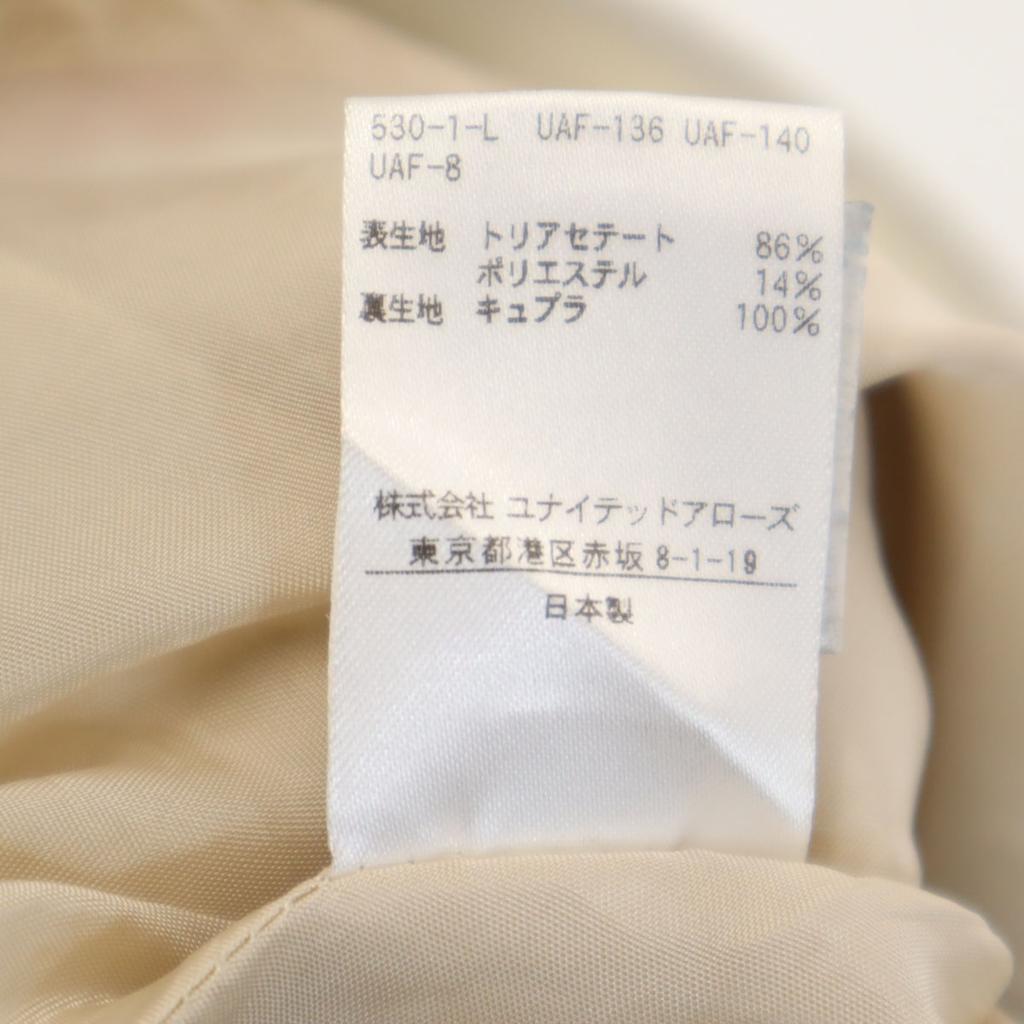 530-1-L UAF-136 UAF-140
UAF-8
表生地 トリアセテート 86%
ポリエステル 14%
裏生地 キュプラ 100%
株式会社 ユナイテッドアローズ
東京都港区赤坂 8-1-19
日本製